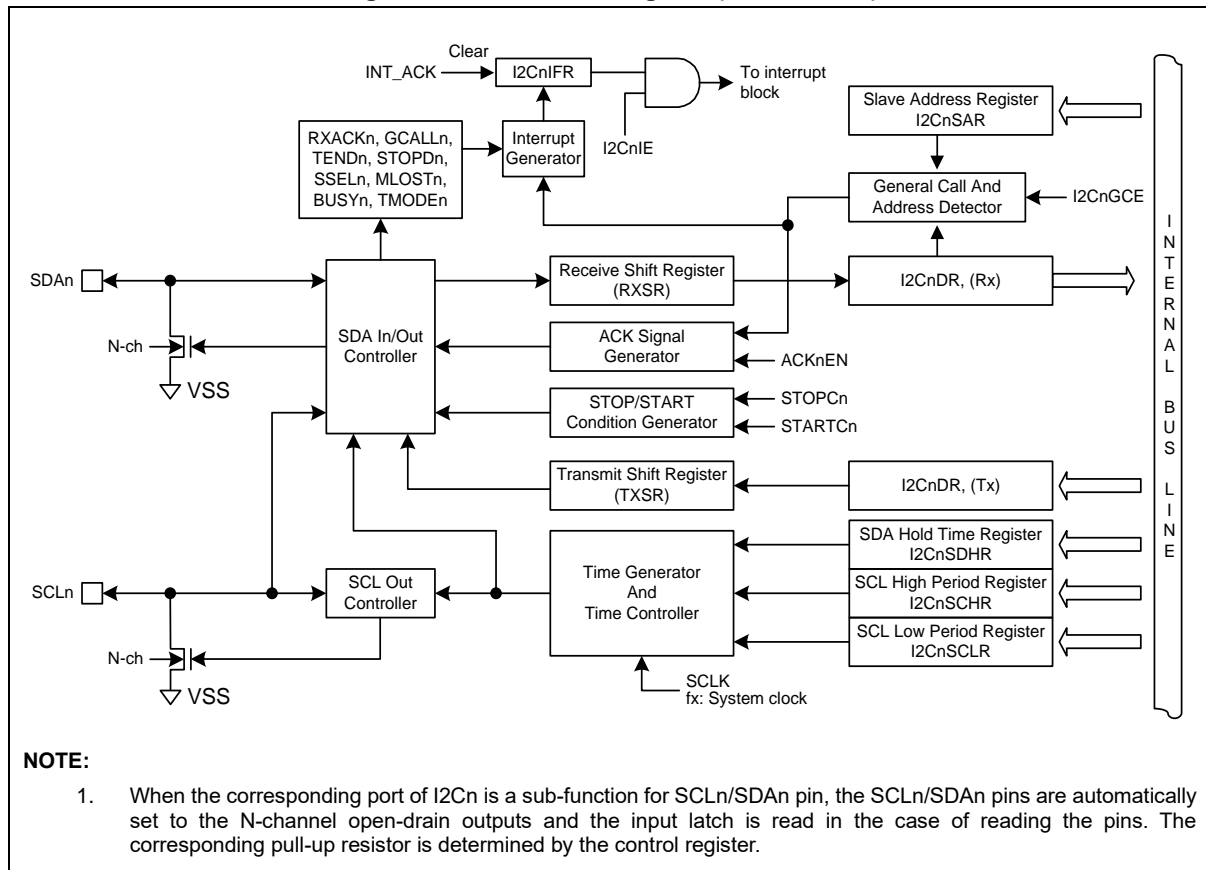 Clear
INT_ACK
I2CnIFR
To interrupt
block
I2CnIE
Slave Address Register
I2CnSAR
RXACKn, GCALLn,
TENDn, STOPDn,
SSELn, MLOSTn,
BUSYn, TMODEn
Interrupt
Generator
General Call And
Address Detector
I2CnGCE
SDAn
Receive Shift Register
(RXSR)
I2CnDR, (Rx)
N-ch
SDA In/Out
Controller
ACK Signal
Generator
ACKnEN
VSS
STOP/START
Condition Generator
STOPCn
STARTCn
Transmit Shift Register
(TXSR)
I2CnDR, (Tx)
SDA Hold Time Register
I2CnSDHR
SCLn
SCL Out
Controller
Time Generator
And
Time Controller
SCL High Period Register
I2CnSCHR
SCL Low Period Register
I2CnSCLR
N-ch
VSS
SCLK
fx: System clock
INTERNAL BUS LINE
NOTE:
1. When the corresponding port of I2Cn is a sub-function for SCLn/SDAn pin, the SCLn/SDAn pins are automatically
set to the N-channel open-drain outputs and the input latch is read in the case of reading the pins. The
corresponding pull-up resistor is determined by the control register.